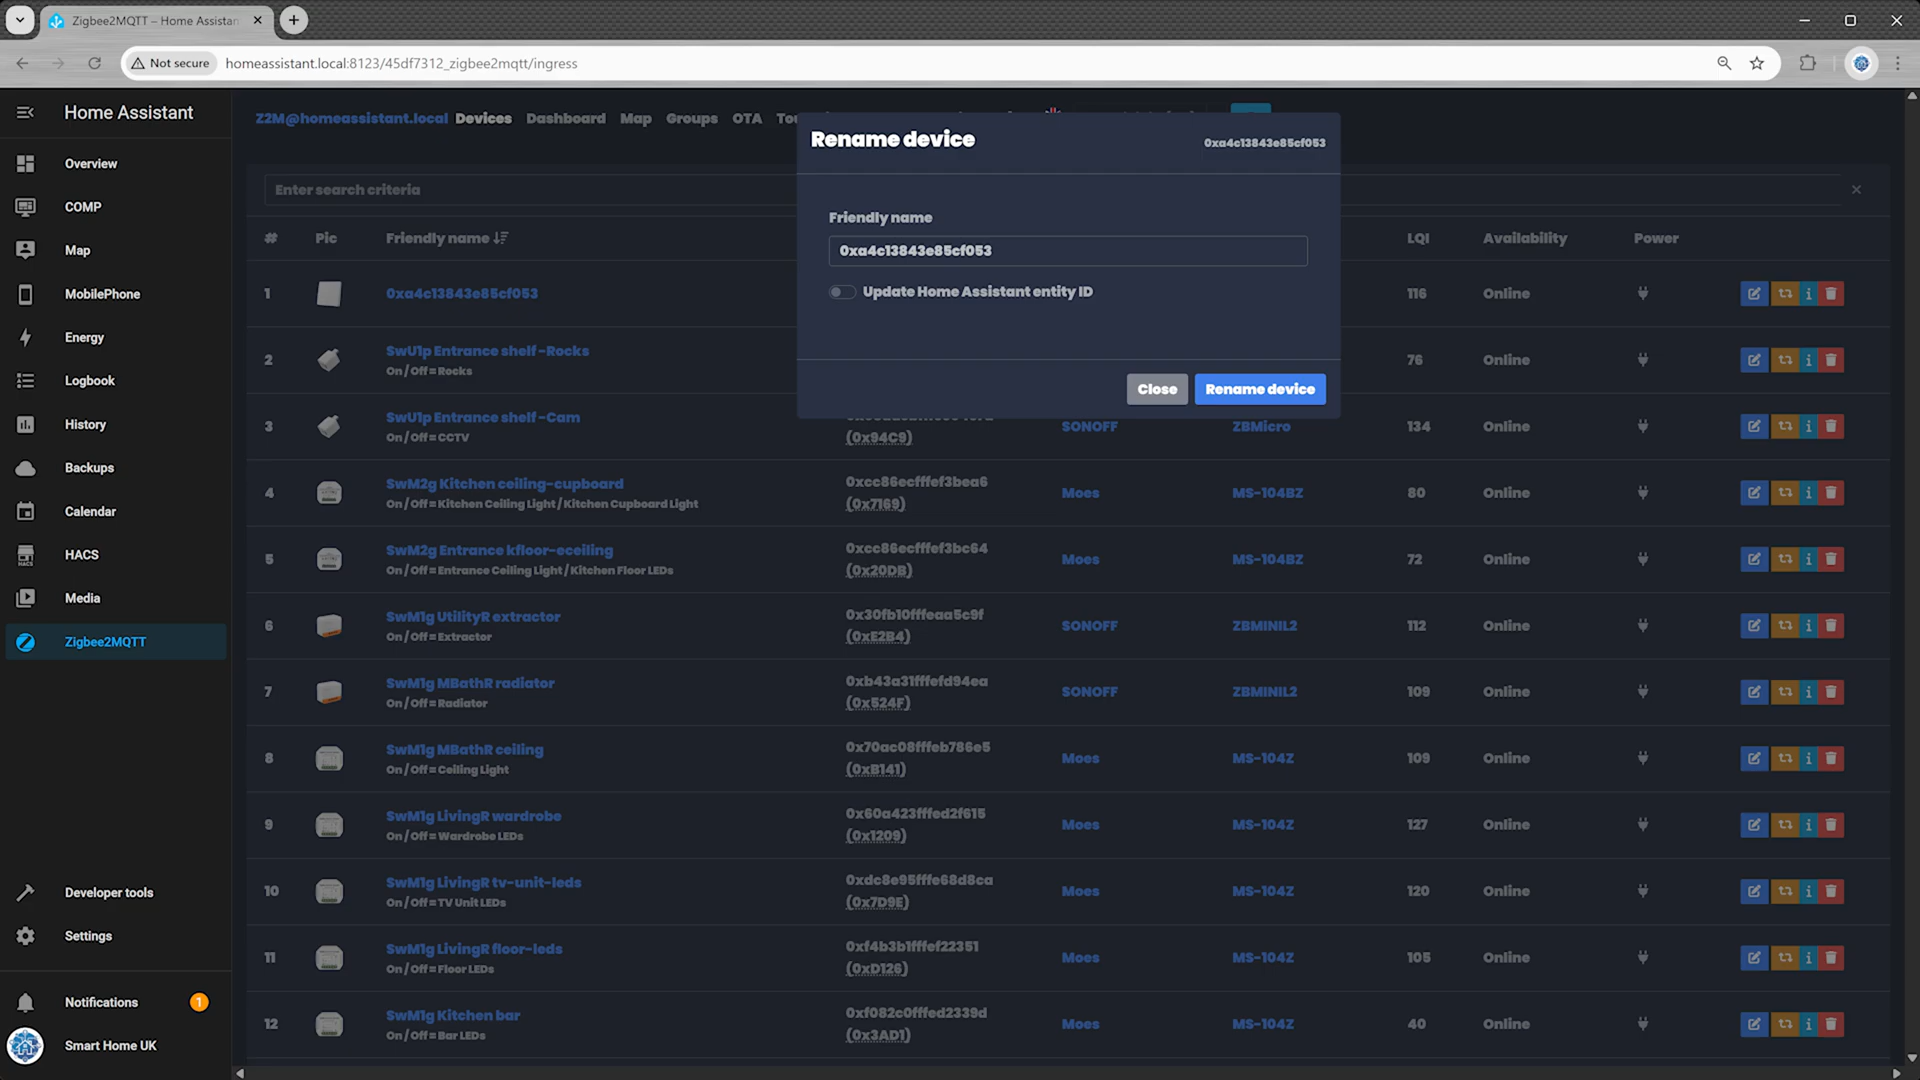 Zigbee2MQTT – Home Assistan
Not secure
homeassistant.local:8123/45df7312_zigbee2mqtt/ingress
Home Assistant
Overview
COMP
Map
MobilePhone
Energy
Logbook
History
Backups
Calendar
HACS
Media
Zigbee2MQTT
Developer tools
Settings
Notifications 1
Smart Home UK
Z2M@homeassistant.local Devices Dashboard Map Groups OTA Tou
Rename device 0xa4c13843e85cf053
Friendly name
0xa4c13843e85cf053
Update Home Assistant entity ID
Close Rename device
Enter search criteria
# Pic Friendly name LQI Availability Power
1 0xa4c13843e85cf053 116 Online
2 SwU1p Entrance shelf-Rocks 76 Online
On / Off = Rocks
3 SwU1p Entrance shelf-Cam SONOFF ZBMicro 134 Online
On / Off = CCTV (0x94C9)
4 SwM2g Kitchen ceiling-cupboard 0xcc86ecfffef3bea6 Moes MS-104BZ 80 Online
On / Off = Kitchen Ceiling Light / Kitchen Cupboard Light (0x7169)
5 SwM2g Entrance kfloor-eceiling 0xcc86ecfffef3bc64 Moes MS-104BZ 72 Online
On / Off = Entrance Ceiling Light / Kitchen Floor LEDs (0x20DB)
6 SwM1g UtilityR extractor 0x30fb10fffeaa5c9f SONOFF ZBMINIL2 112 Online
On / Off = Extractor (0xE2B4)
7 SwM1g MBathR radiator 0xb43a31fffefd94ea SONOFF ZBMINIL2 109 Online
On / Off = Radiator (0x524F)
8 SwM1g MBathR ceiling 0x70ac08fffeb786e5 Moes MS-104Z 109 Online
On / Off = Ceiling Light (0xB141)
9 SwM1g LivingR wardrobe 0x60a423fffed2f615 Moes MS-104Z 127 Online
On / Off = Wardrobe LEDs (0x1209)
10 SwM1g LivingR tv-unit-leds 0xdc8e95fffe68d8ca Moes MS-104Z 120 Online
On / Off = TV Unit LEDs (0x7D9E)
11 SwM1g LivingR floor-leds 0xf4b3b1fffef22351 Moes MS-104Z 105 Online
On / Off = Floor LEDs (0xD126)
12 SwM1g Kitchen bar 0xf082c0fffed2339d Moes MS-104Z 40 Online
On / Off = Bar LEDs (0x3AD1)